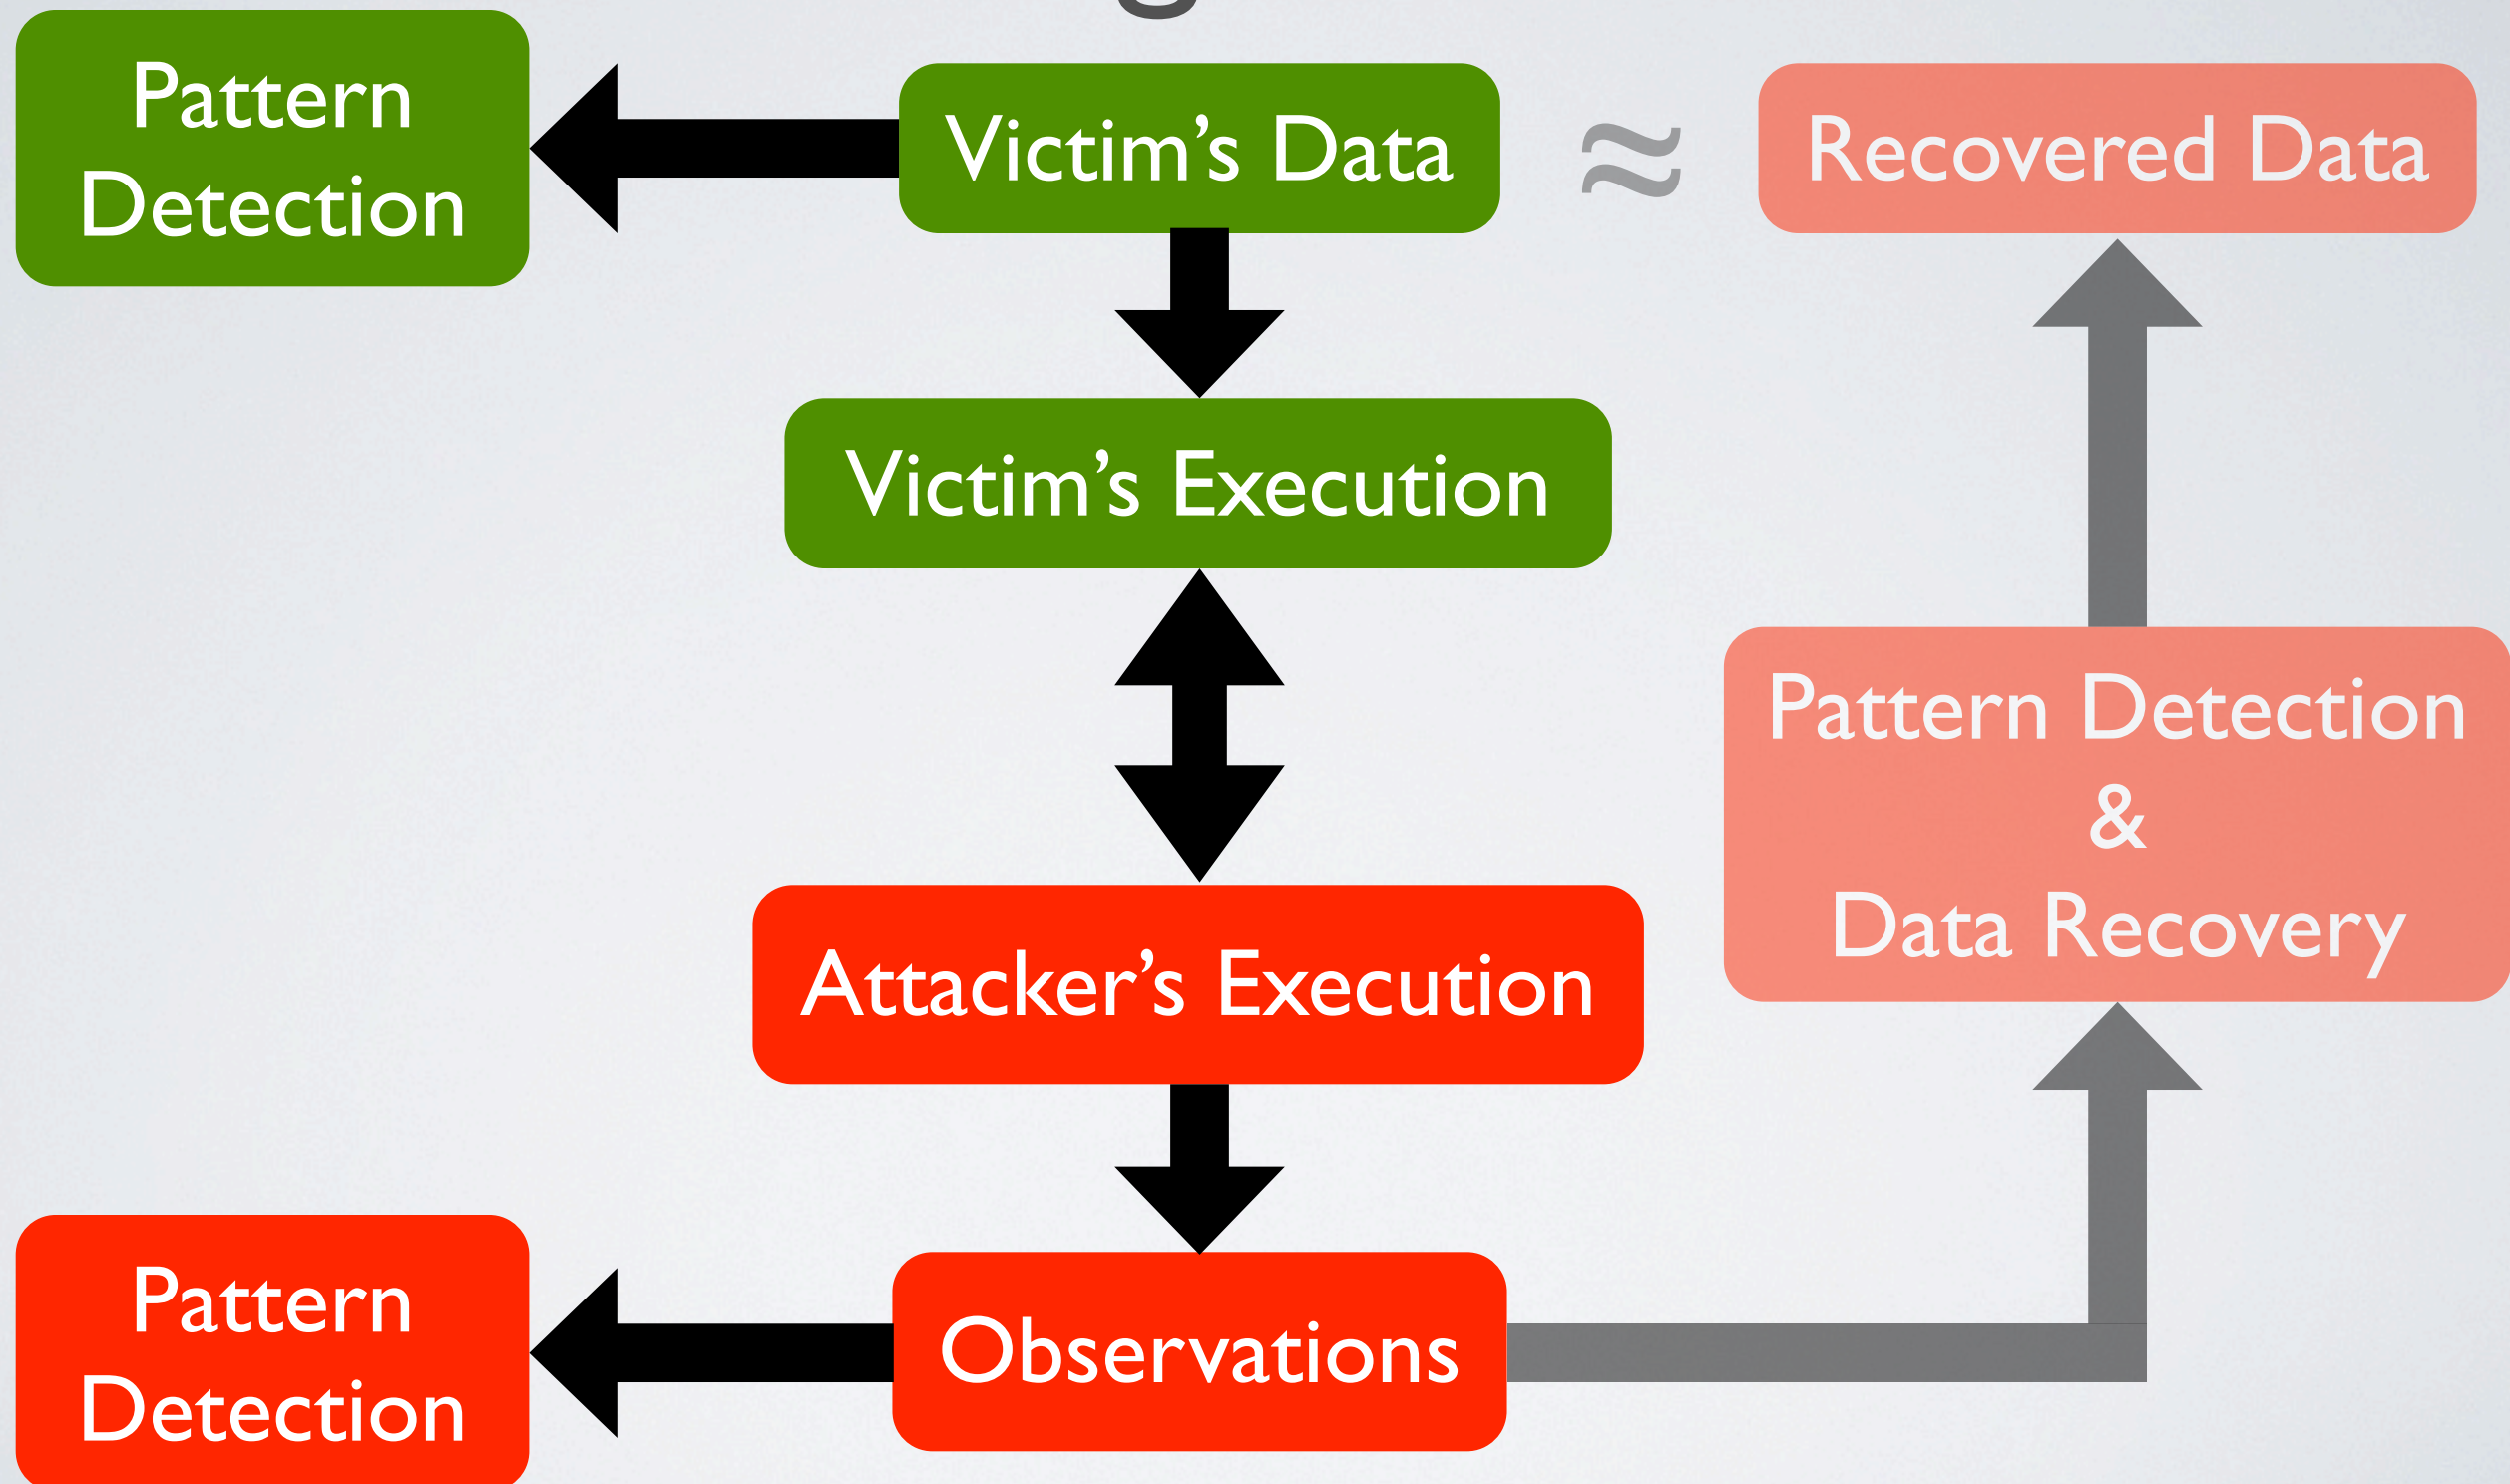 Pattern
Detection
Victim’s Data
≈
Recovered Data
Victim’s Execution
Pattern Detection
&
Data Recovery
Attacker’s Execution
Pattern
Detection
Observations